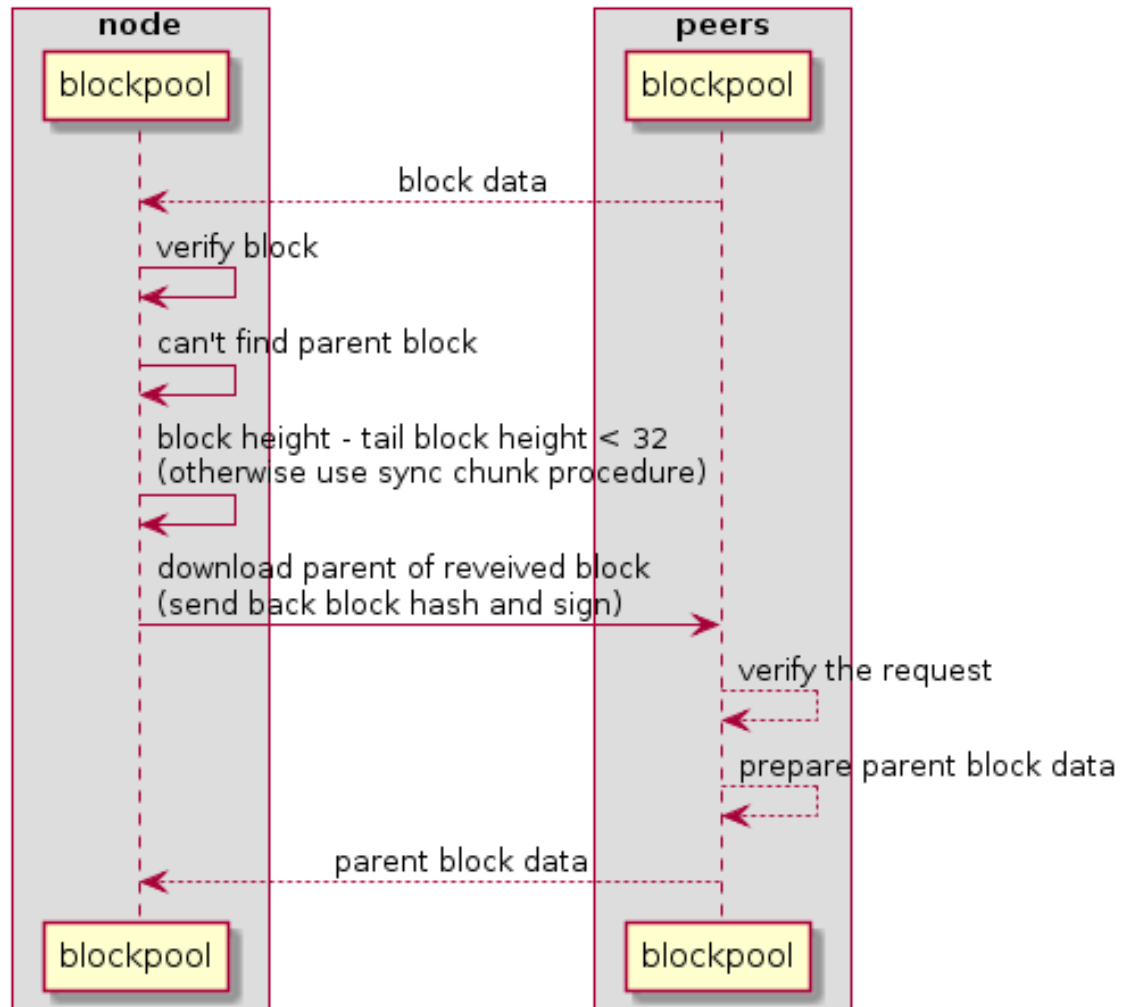 node
peers
blockpool
blockpool
block data
verify block
can't find parent block
block height - tail block height < 32
(otherwise use sync chunk procedure)
download parent of reveived block
(send back block hash and sign)
verify the request
prepare parent block data
parent block data
blockpool
blockpool